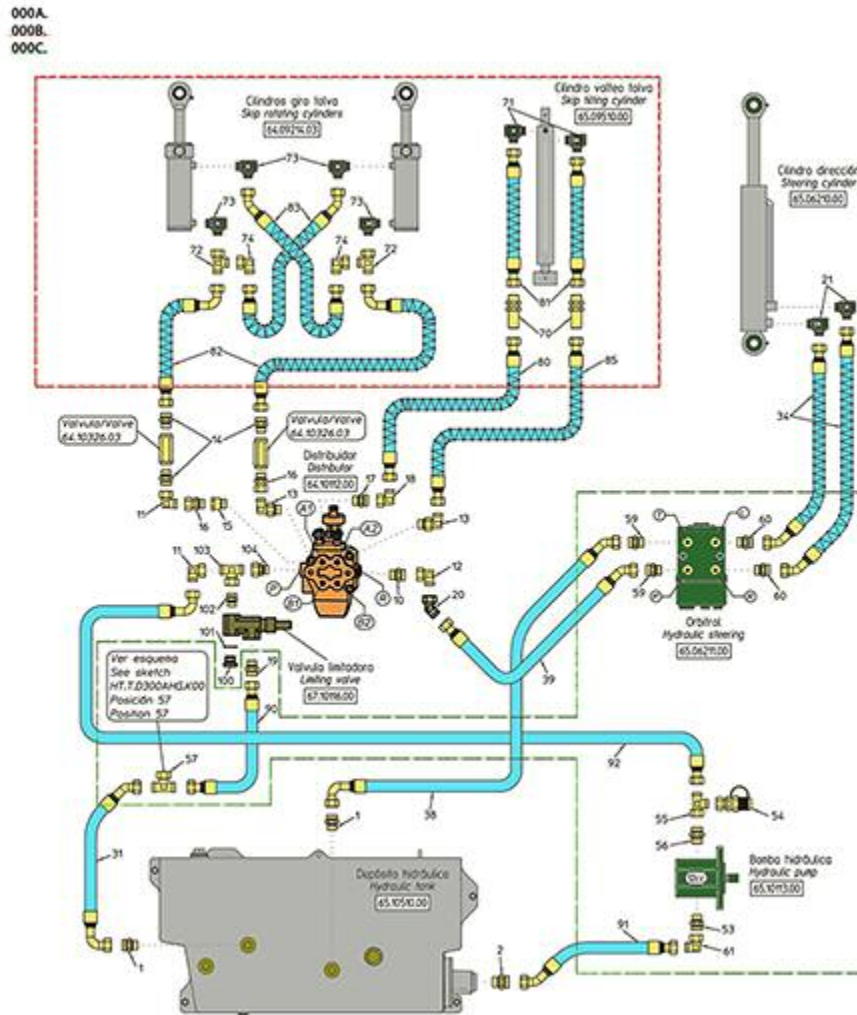 000A.
000B.
000C.
Cilindros giro tolva
Skip rotating cylinders
64.09214.03
Cilindro volteo tolva
Skip tilting cylinder
65.09510.00
71
Cilindro dirección
Steering cylinder
65.06210.00
73
73
73
83
72
74
74
72
21
81
70
82
80
85
34
Valvula/Valve
64.10326.03
14
Valvula/Valve
64.10326.03
Distribuidor
Distributor
64.10112.00
16
17
18
11
16
15
13
A1
A2
13
59
T
L
60
11
103
104
P
R
10
12
59
P
R
60
102
B1
B2
20
Orbitrol
Hydraulic steering
65.06211.00
101
100
19
Valvula limitadora
Limiting valve
67.10116.00
39
Ver esquema
See sketch
HT.T.D300AHG.K00
Posición 57
Position 57
90
57
92
38
55
54
1
56
31
Depósito hidráulico
Hydraulic tank
65.10510.00
Bomba hidráulica
Hydraulic pump
65.10113.00
53
1
2
91
61